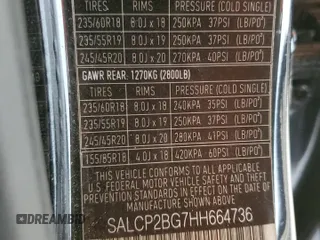 TIRES RIMS PRESSURE (COLD SINGLE
235/60R18 8.0J x 18 250KPA 37PSI (LB/PO²)
235/55R19 8.0J x 19 250KPA 37PSI (LB/PO²)
245/45R20 8.0J x 20 270KPA 40PSI (LB/PO²)
GAWR REAR: 1270KG (2800LB)
TIRES RIMS PRESSURE (COLD SINGLE
235/60R18 8.0J x 18 240KPA 35PSI (LB/PO²)
235/55R19 8.0J x 19 250KPA 37PSI (LB/PO²)
245/45R20 8.0J x 20 280KPA 41PSI (LB/PO²)
155/85R18 4.0J x 18 420KPA 60PSI (LB/PO²)
THIS VEHICLE CONFORMS TO ALL
APPLICABLE U.S. FEDERAL MOTOR
VEHICLE SAFETY
STANDARDS IN EFFECT ON THE DATE OF
MANUFACTURE SHOWN ABOVE
SALCP2BG7HH664736